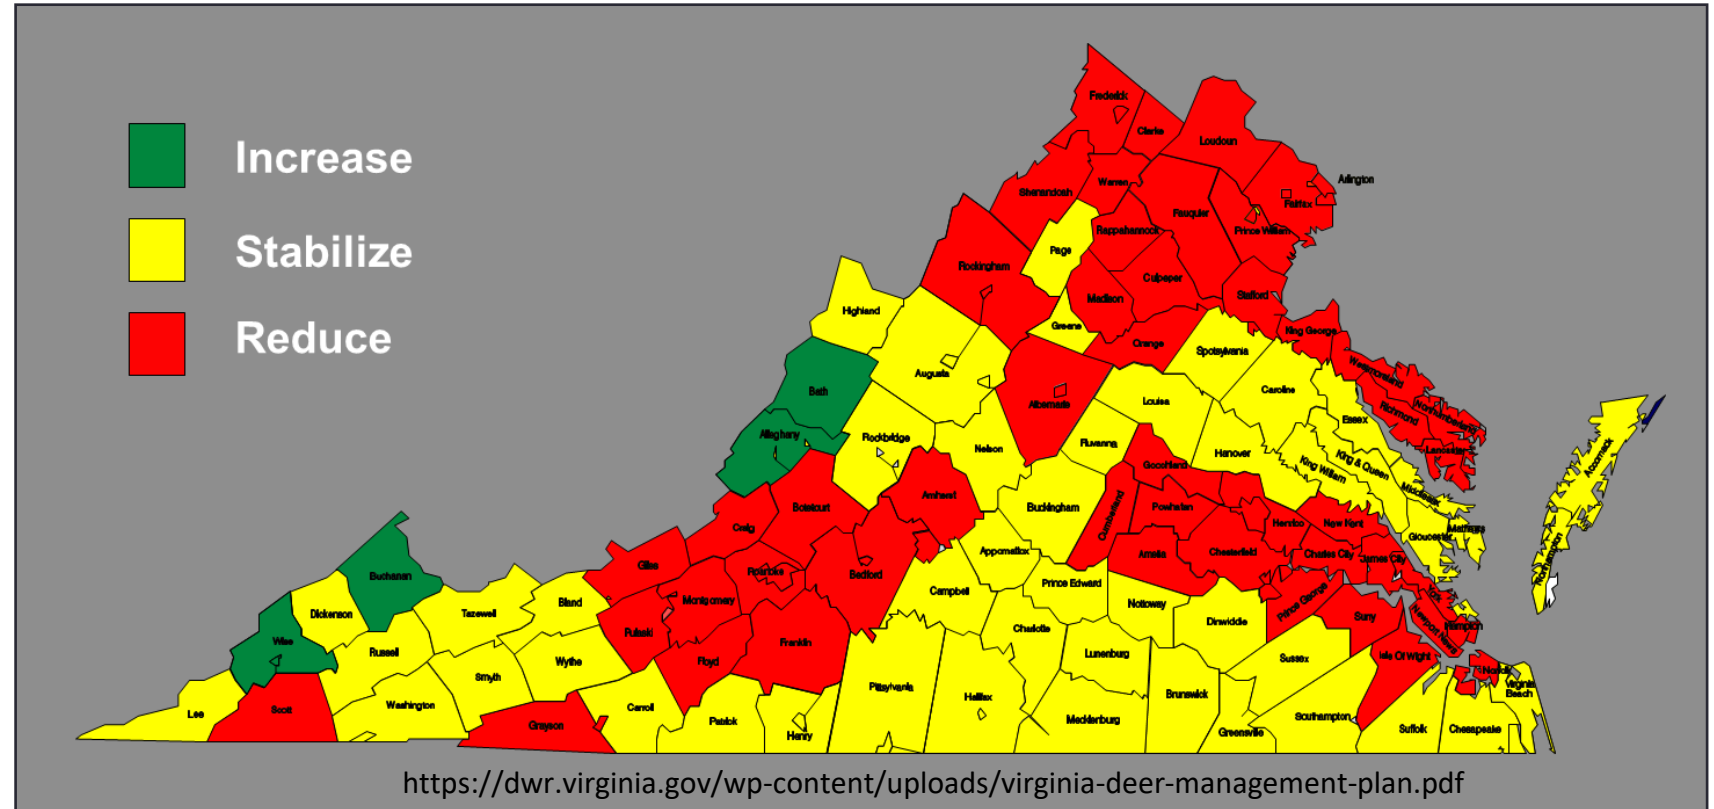 Increase
Stabilize
Reduce
Frederick
Clarke
Loudoun
Arlington
Shenandoah
Warren
Fairfax
Fauquier
Prince William
Rappahannock
Page
Rockingham
Culpeper
Madison
Stafford
Highland
Greene
King George
Orange
Spotsylvania
Augusta
Westmoreland
Bath
Albemarle
Louisa
Caroline
Richmond
Northumberland
Essex
Alleghany
Rockbridge
Nelson
Fluvanna
Hanover
King & Queen
Lancaster
Accomack
Goochland
King William
Amherst
Middlesex
Botetourt
Buckingham
Cumberland
Powhatan
Craig
Henrico
New Kent
Mathews
Gloucester
Appomattox
Amelia
Chesterfield
Charles City
James City
Giles
Roanoke
Bedford
Buchanan
Prince Edward
Northampton
Campbell
Bland
Montgomery
Nottoway
Prince George
York
Dickenson
Tazewell
Dinwiddie
Surry
Newport News
Hampton
Pulaski
Charlotte
Wise
Franklin
Russell
Lunenburg
Isle Of Wight
Wythe
Floyd
Sussex
Smyth
Norfolk
Pittsylvania
Halifax
Brunswick
Virginia
Beach
Lee
Scott
Washington
Carroll
Patrick
Mecklenburg
Southampton
Grayson
Henry
Greensville
Suffolk
Chesapeake
https://dwr.virginia.gov/wp-content/uploads/virginia-deer-management-plan.pdf